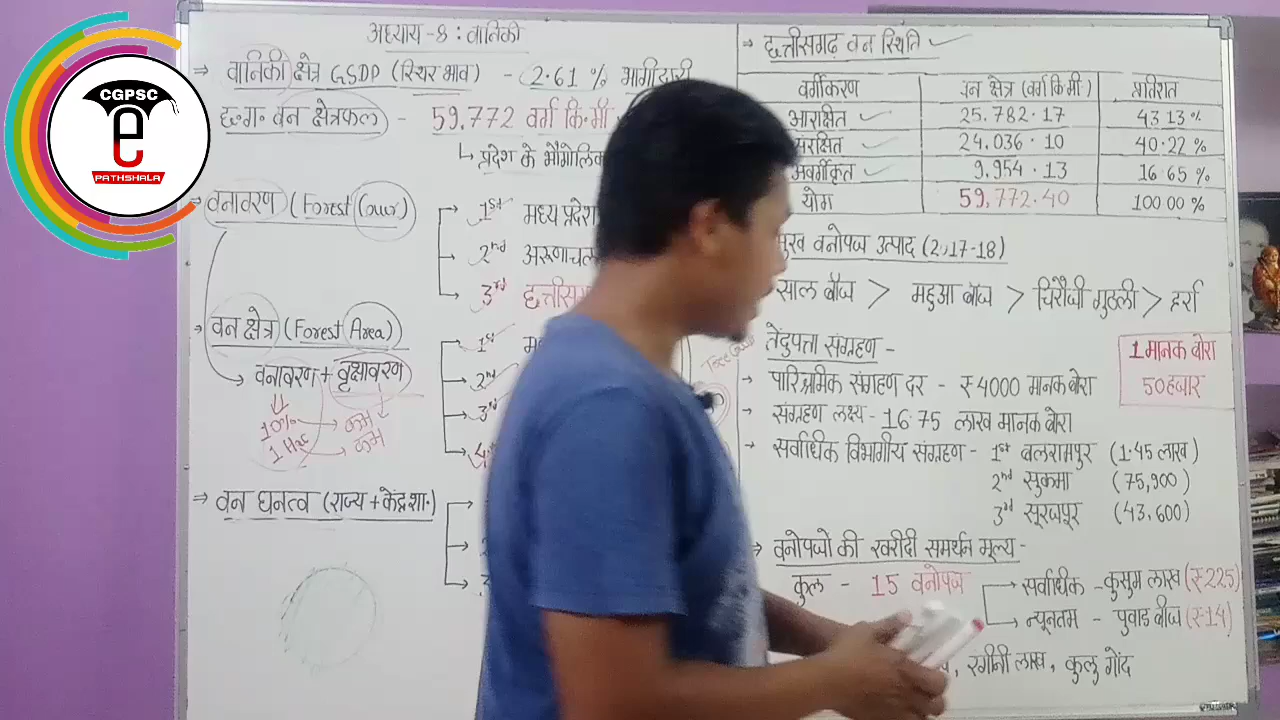 CGPSC
e
PATHSHALA
अध्याय-8 : वानिकी
⇒ वानिकी क्षेत्र GSDP (स्थिर भाव) - 2.61 % भागीदारी
छ.ग. वन क्षेत्रफल - 59,772 वर्ग कि.मी.
↳ प्रदेश के भौगोलिक
→ वनावरण (Forest Cover)
1st मध्य प्रदेश
2nd अरूणाचल
3rd छत्तीसगढ़
→ वन क्षेत्र (Forest Area)
1st
2nd
3rd
वनावरण + वृक्षावरण
10% → कम
1 Hac → कम
⇒ वन घनत्व (राज्य + केंद्रशा.)
→ छत्तीसगढ़ वन स्थिति
वर्गीकरण वन क्षेत्र (वर्ग कि.मी) प्रतिशत
आरक्षित 25.782.17 43 13%
संरक्षित 24.036.10 40.22 %
अवर्गीकृत 9,954.13 16.65 %
योग 59,772.40 100 00 %
वनोपज उत्पाद (2017-18)
साल बीज > महुआ बीज > चिरौंजी गुठली > हर्रा
तेंदुपत्ता संग्रहण -
1 मानक बोरा
50 हजार
→ पारिश्रमिक संग्रहण दर - ₹ 4000 मानक बोरा
→ संग्रहण लक्ष्य - 16.75 लाख मानक बोरा
→ सर्वाधिक विभागीय संग्रहण - 1st बलरामपुर (1.45 लाख)
2nd सुकमा (75,900)
3rd सूरजपूर (43,600)
⇒ वनोपजो की खरीदी समर्थन मूल्य -
कुल - 15 वनोपज
→ सर्वाधिक - कुसुम लाख (₹225)
→ न्यूनतम - पुवाड बीज (₹14)
, रंगीनी लाख, कुलु गोंद